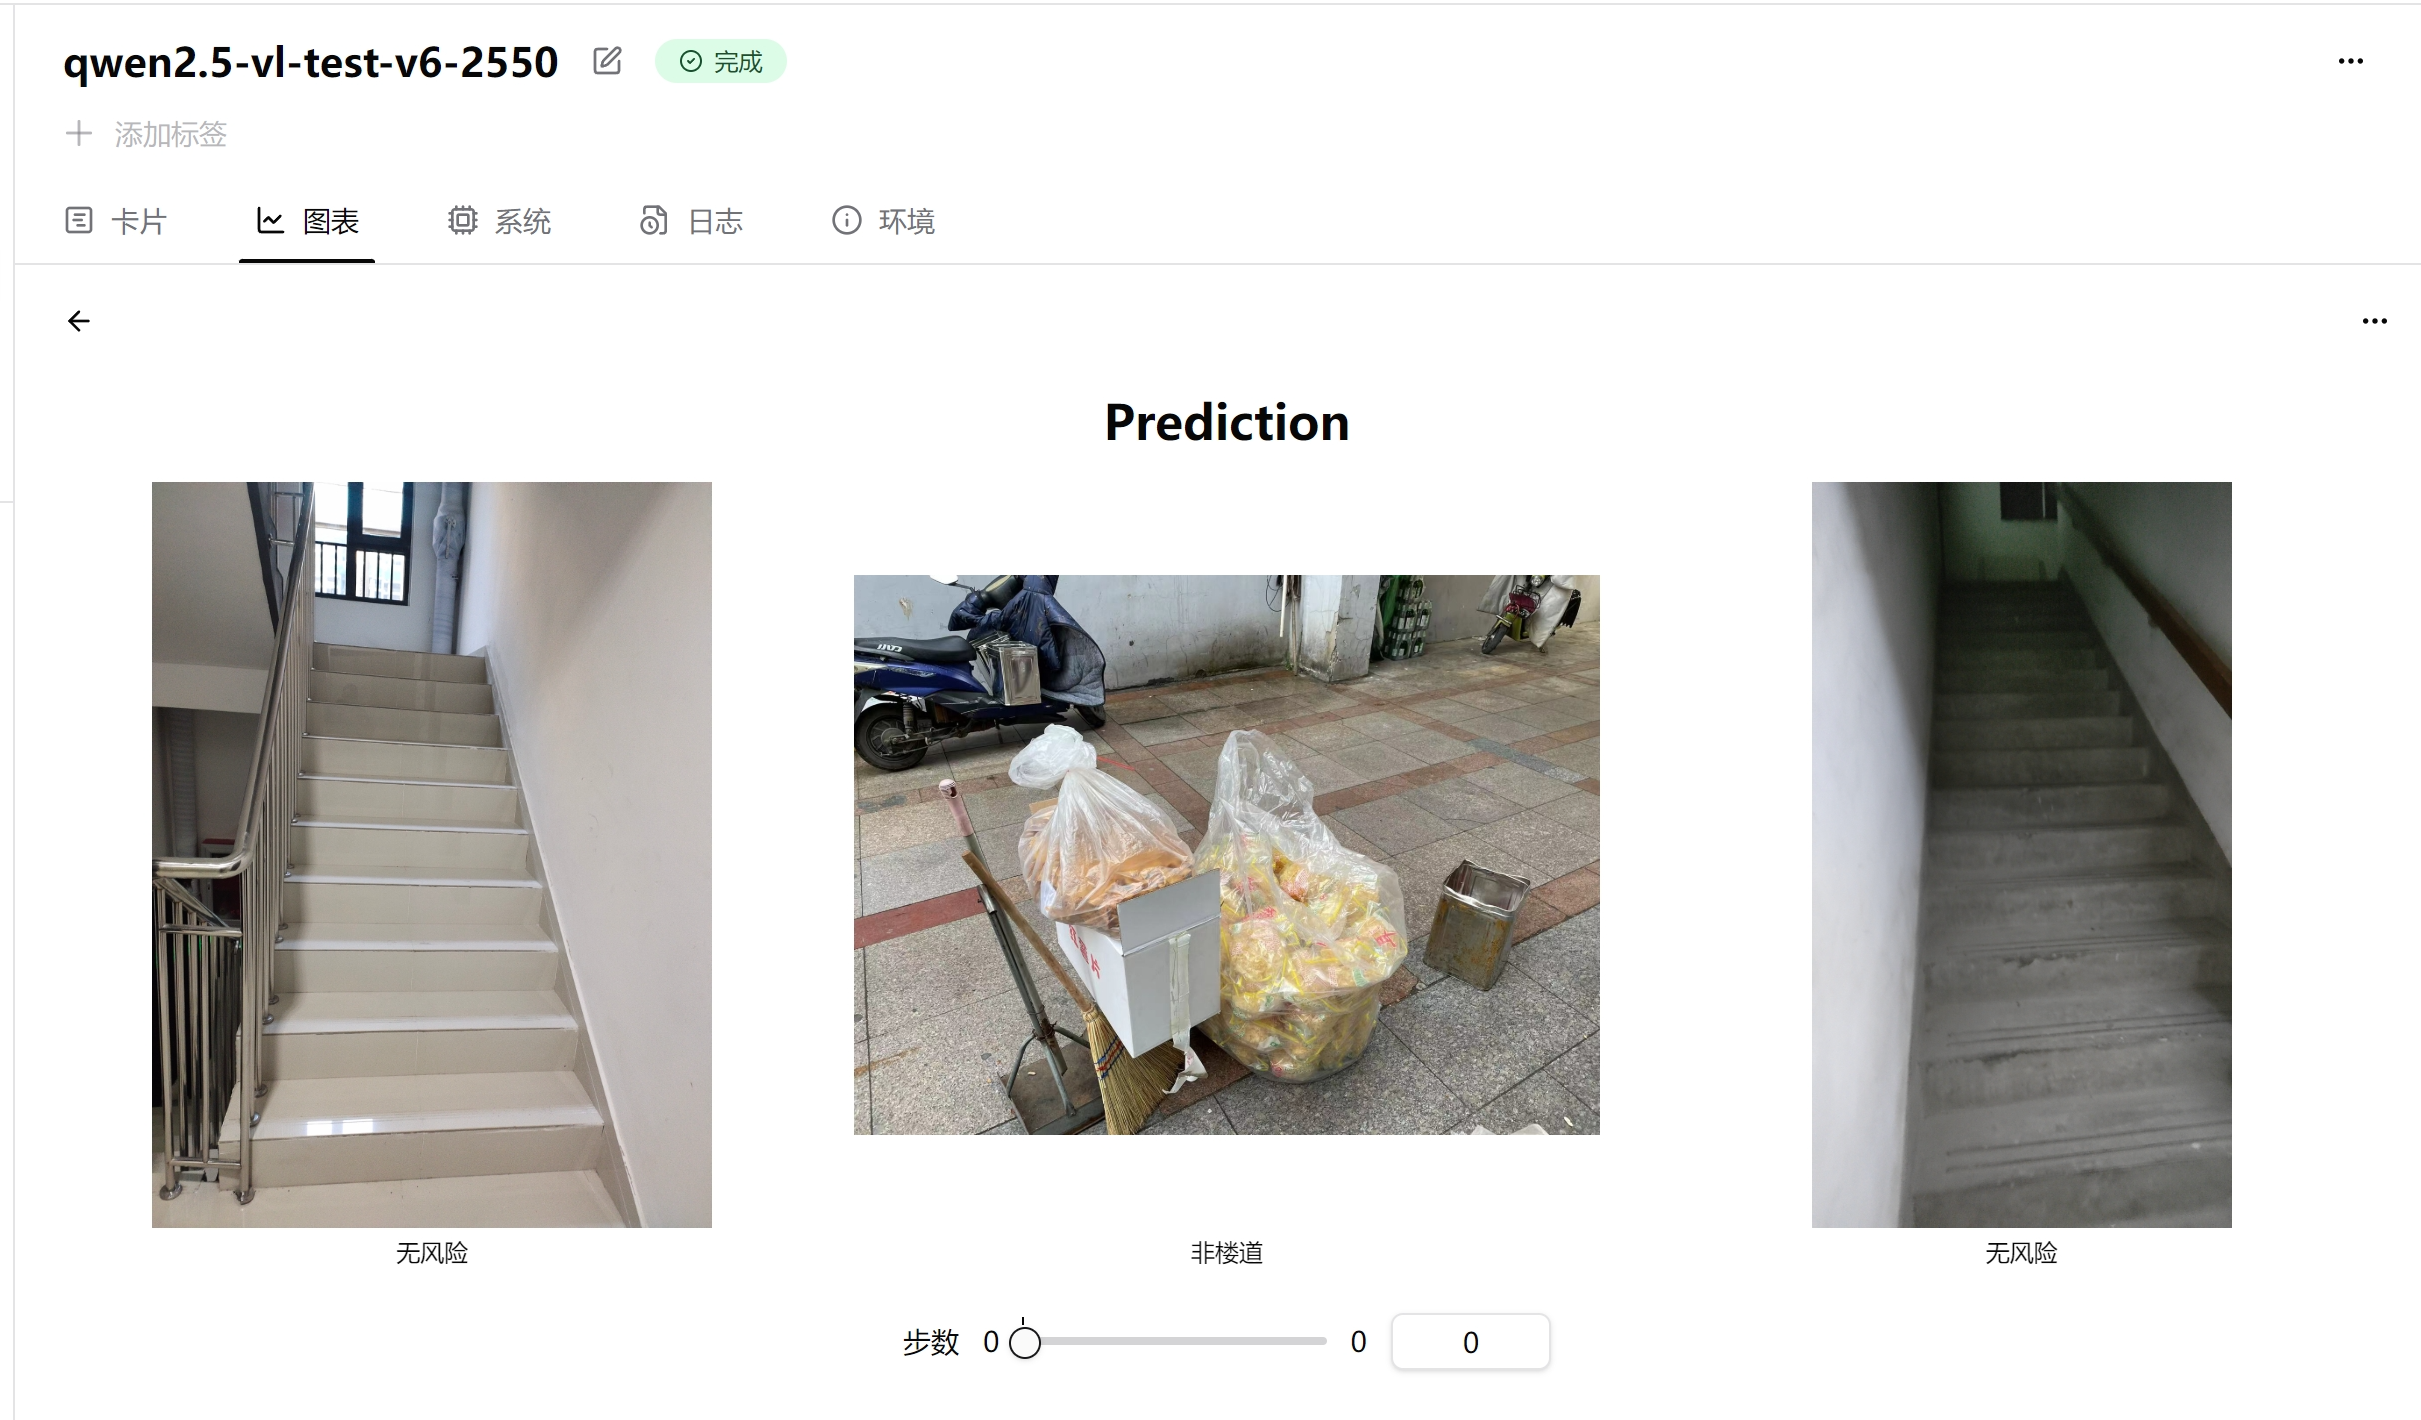 qwen2.5-vl-test-v6-2550
完成
添加标签
卡片
图表
系统
日志
环境
Prediction
无风险
非楼道
无风险
步数 0 0 0